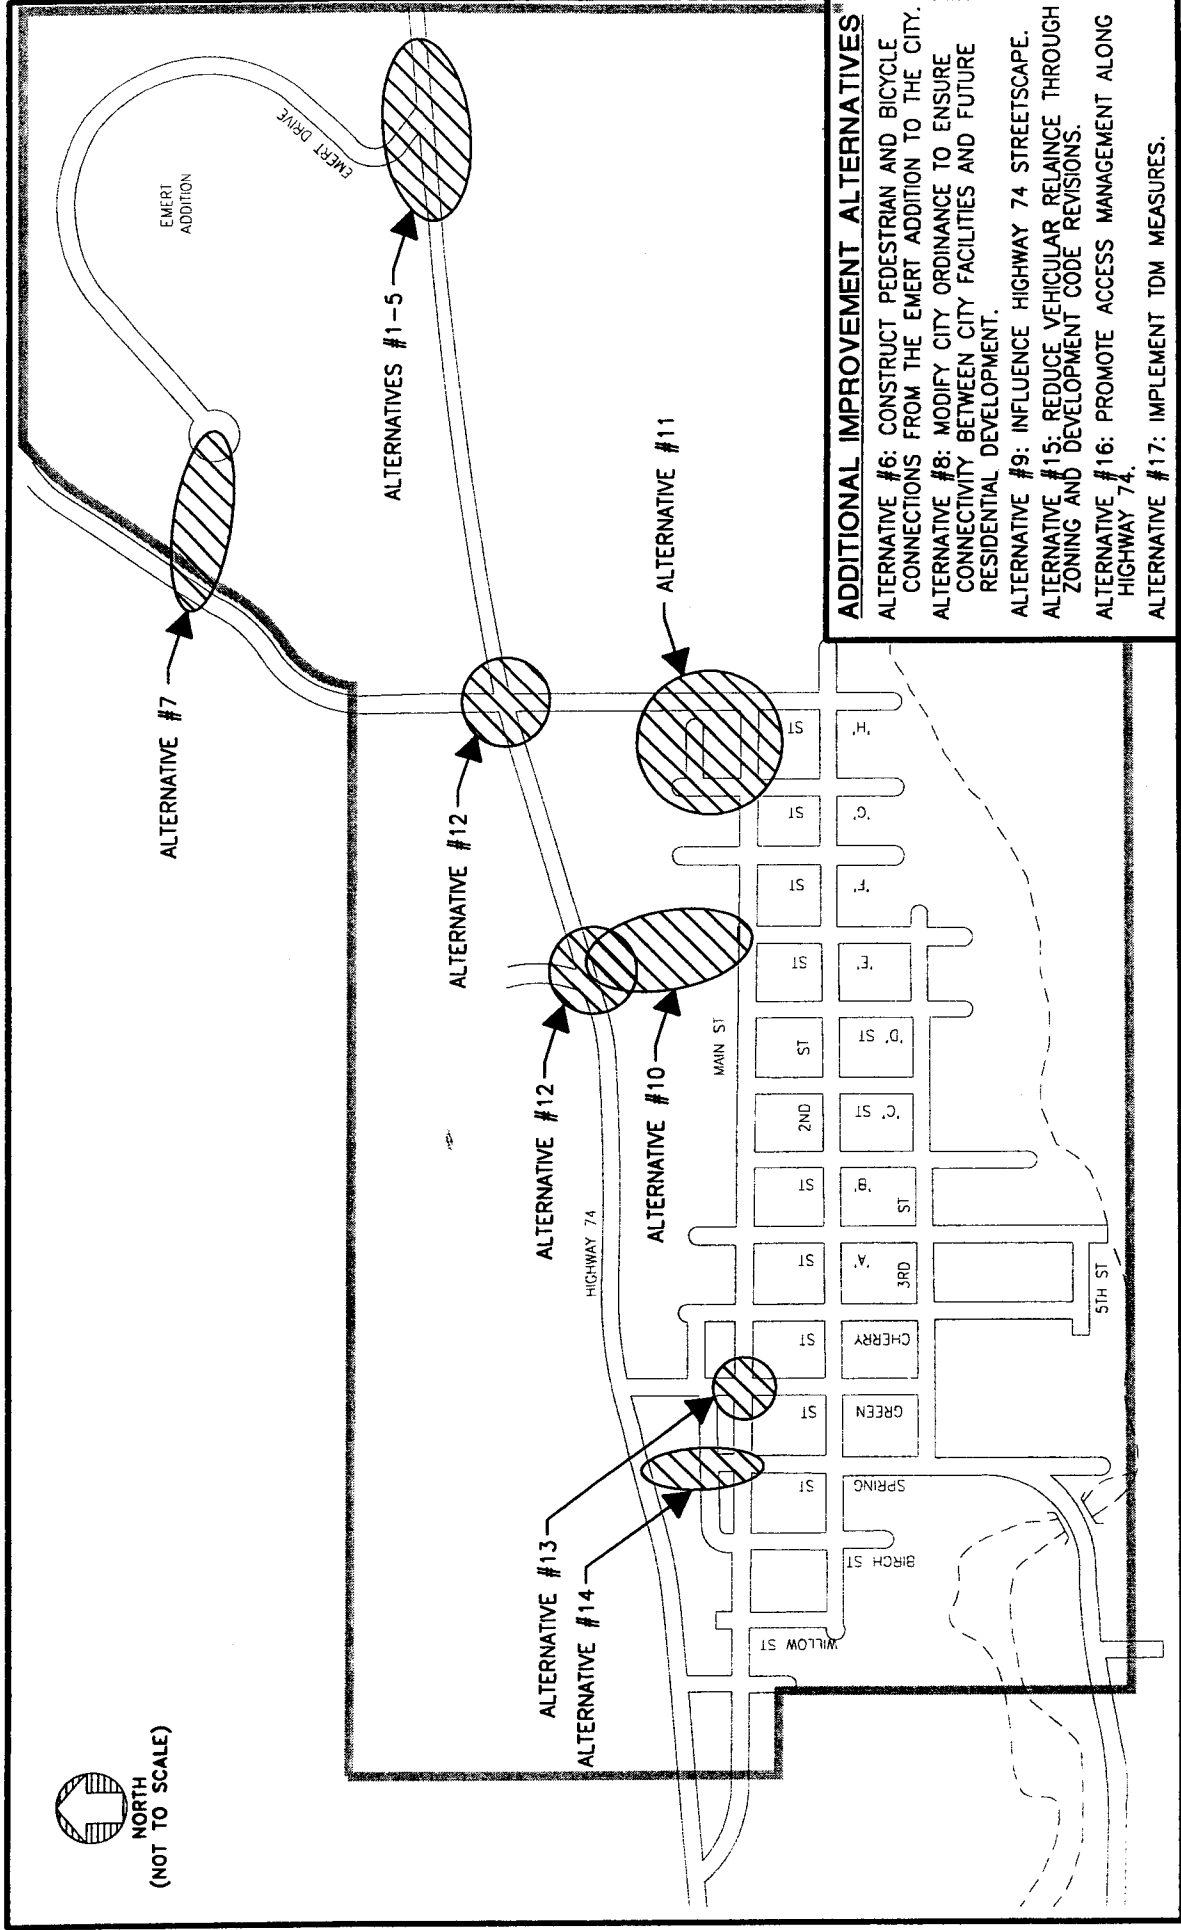 NORTH
(NOT TO SCALE)
ALTERNATIVE #7
EMERT
ADDITION
EMERT DRIVE
ALTERNATIVES #1-5
ALTERNATIVE #12
ALTERNATIVE #11
ALTERNATIVE #12
ALTERNATIVE #10
ALTERNATIVE #13
ALTERNATIVE #14
HIGHWAY 74
MAIN ST
2ND
ST
3RD
ST
5TH ST
WILLOW ST
BIRCH ST
SPRING
ST
GREEN
ST
CHERRY
ST
'A'
ST
'B'
ST
'C' ST
'D' ST
'E'
ST
'F'
ST
'G'
ST
'H'
ST
ADDITIONAL IMPROVEMENT ALTERNATIVES
ALTERNATIVE #6: CONSTRUCT PEDESTRIAN AND BICYCLE
CONNECTIONS FROM THE EMERT ADDITION TO THE CITY.
ALTERNATIVE #8: MODIFY CITY ORDINANCE TO ENSURE
CONNECTIVITY BETWEEN CITY FACILITIES AND FUTURE
RESIDENTIAL DEVELOPMENT.
ALTERNATIVE #9: INFLUENCE HIGHWAY 74 STREETSCAPE.
ALTERNATIVE #15: REDUCE VEHICULAR RELAINCE THROUGH
ZONING AND DEVELOPMENT CODE REVISIONS.
ALTERNATIVE #16: PROMOTE ACCESS MANAGEMENT ALONG
HIGHWAY 74.
ALTERNATIVE #17: IMPLEMENT TDM MEASURES.